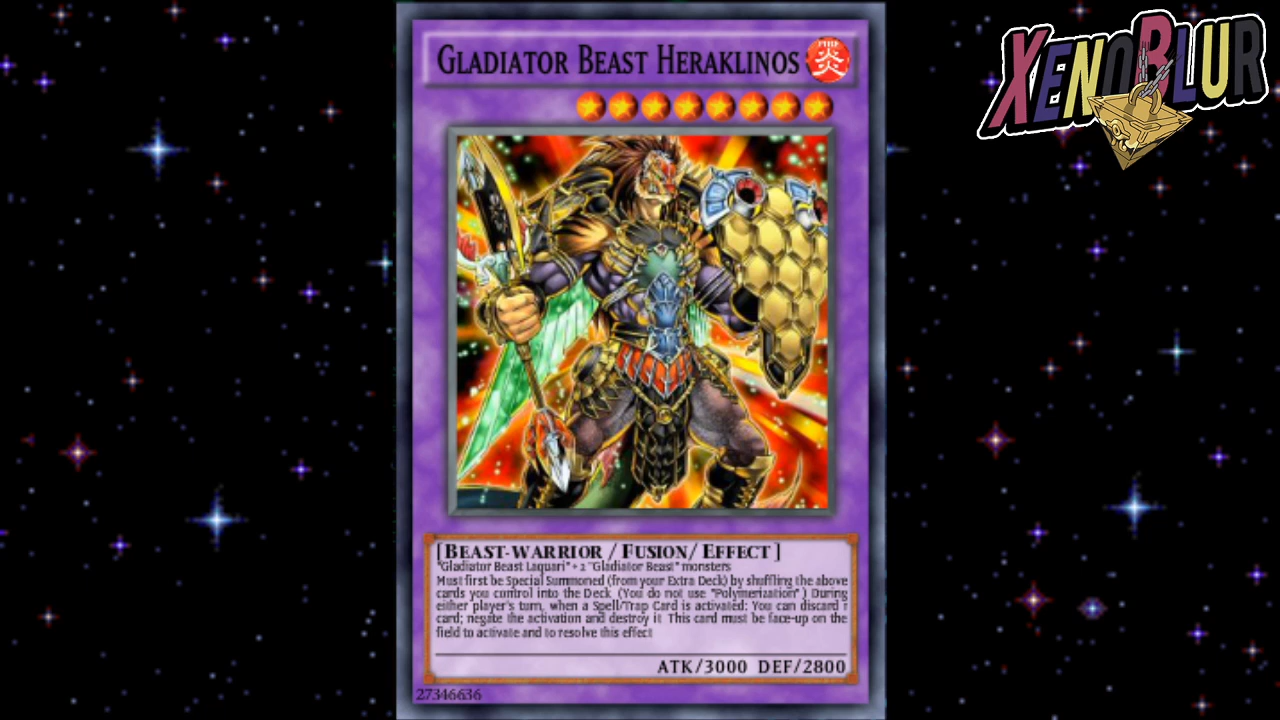 XENOBLUR
GLADIATOR BEAST HERAKLINOS
FIRE
炎
[BEAST-WARRIOR / FUSION/ EFFECT]
"Gladiator Beast Laquari" + 2 "Gladiator Beast" monsters
Must first be Special Summoned (from your Extra Deck) by shuffling the above
cards you control into the Deck. (You do not use "Polymerization".) During
either player's turn, when a Spell/Trap Card is activated: You can discard 1
card; negate the activation and destroy it. This card must be face-up on the
field to activate and to resolve this effect
ATK/3000 DEF/2800
27346636